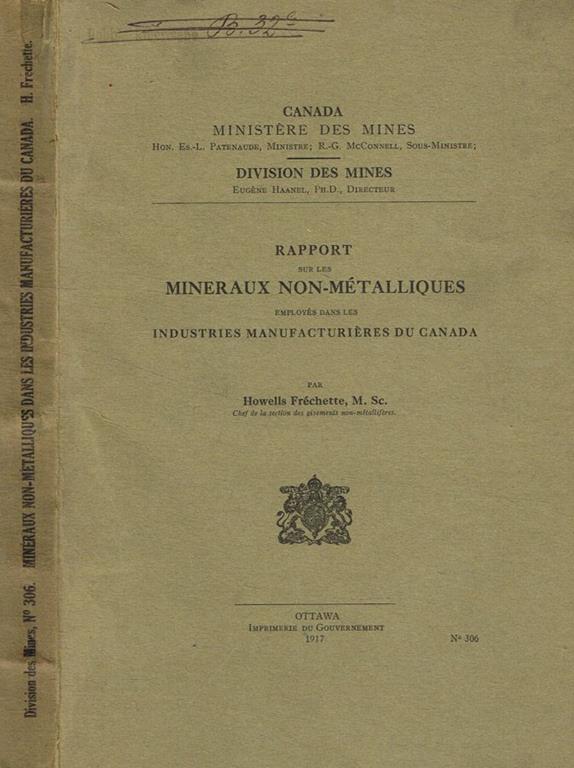 B. 32c
CANADA
MINISTÈRE DES MINES
Hon. Es.-L. Patenaude, Ministre; R.-G. McConnell, Sous-Ministre;
DIVISION DES MINES
Eugène Haanel, Ph.D., Directeur
RAPPORT
SUR LES
MINERAUX NON-MÉTALLIQUES
EMPLOYÉS DANS LES
INDUSTRIES MANUFACTURIÈRES DU CANADA
PAR
Howells Fréchette, M. Sc.
Chef de la section des gisements non-métallifères.
OTTAWA
Imprimerie du Gouvernement
1917
No 306
Division des Mines, No 306. MINÉRAUX NON-MÉTALLIQUES DANS LES INDUSTRIES MANUFACTURIÈRES DU CANADA. H. Frechette.